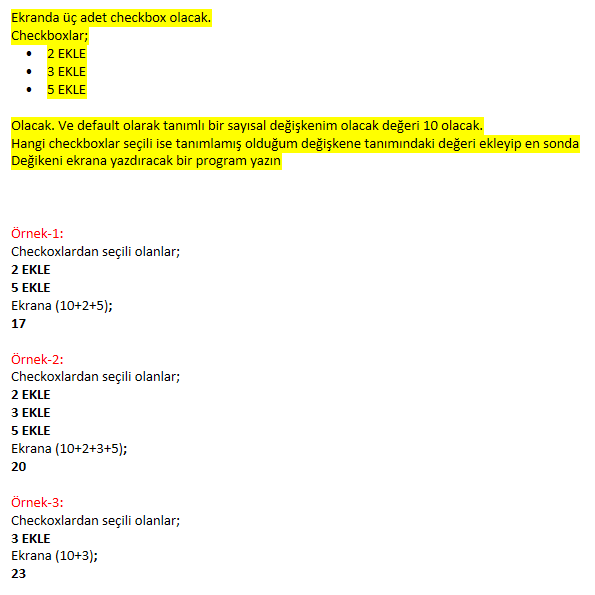 Ekranda üç adet checkbox olacak.
Checkboxlar;
• 2 EKLE
• 3 EKLE
• 5 EKLE
Olacak. Ve default olarak tanımlı bir sayısal değişkenim olacak değeri 10 olacak.
Hangi checkboxlar seçili ise tanımlamış olduğum değişkene tanımındaki değeri ekleyip en sonda
Değikeni ekrana yazdıracak bir program yazın
Örnek-1:
Checkoxlardan seçili olanlar;
2 EKLE
5 EKLE
Ekrana (10+2+5);
17
Örnek-2:
Checkoxlardan seçili olanlar;
2 EKLE
3 EKLE
5 EKLE
Ekrana (10+2+3+5);
20
Örnek-3:
Checkoxlardan seçili olanlar;
3 EKLE
Ekrana (10+3);
23